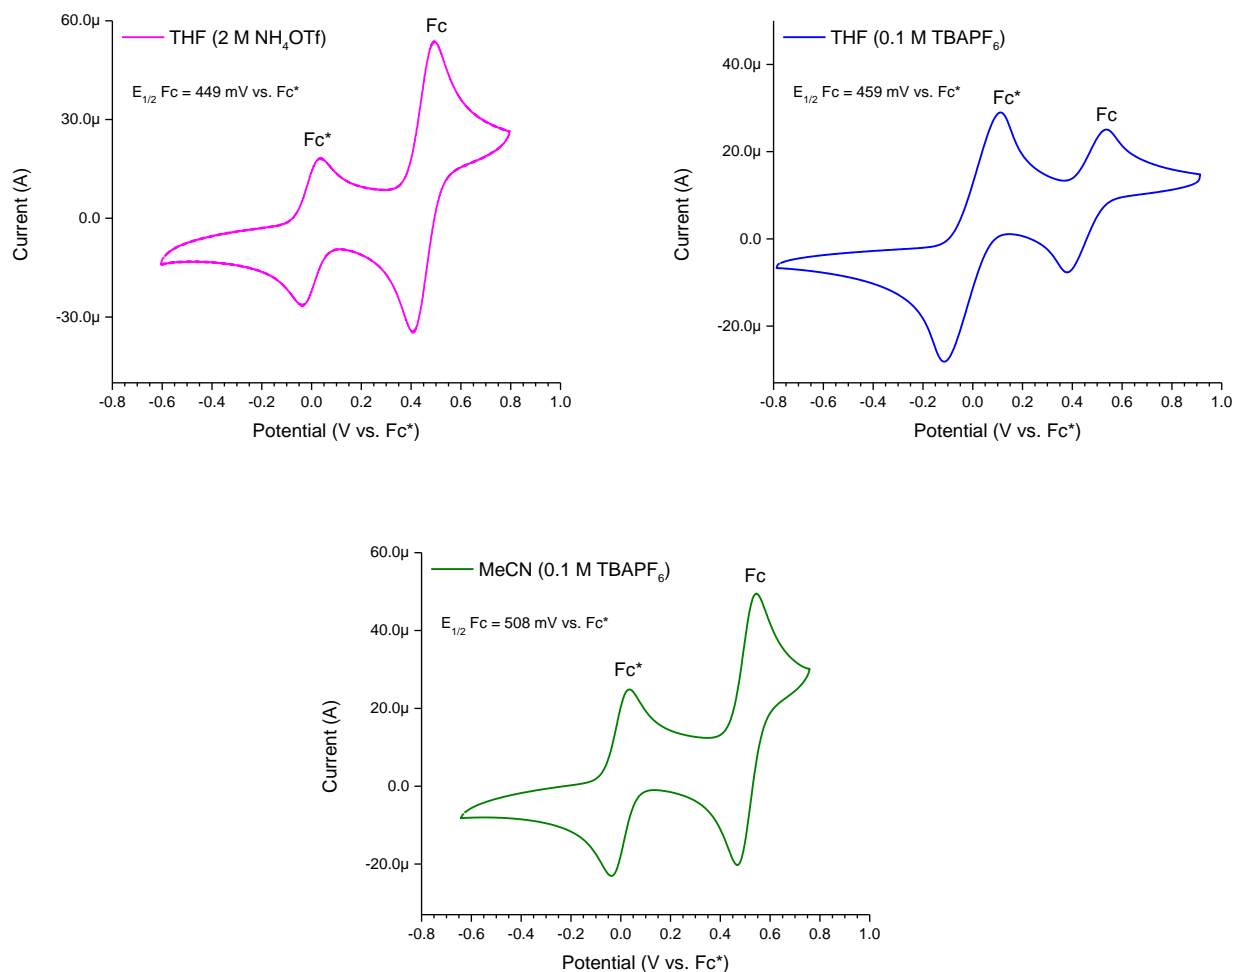 THF (2 M NH₄OTf)
E₁/₂ Fc = 449 mV vs. Fc*
Fc*
Fc
60.0µ
30.0µ
0.0
-30.0µ
Current (A)
-0.8 -0.6 -0.4 -0.2 0.0 0.2 0.4 0.6 0.8 1.0
Potential (V vs. Fc*)
THF (0.1 M TBAPF₆)
E₁/₂ Fc = 459 mV vs. Fc*
Fc*
Fc
40.0µ
20.0µ
0.0
-20.0µ
Current (A)
-0.8 -0.6 -0.4 -0.2 0.0 0.2 0.4 0.6 0.8 1.0
Potential (V vs. Fc*)
MeCN (0.1 M TBAPF₆)
E₁/₂ Fc = 508 mV vs. Fc*
Fc*
Fc
60.0µ
40.0µ
20.0µ
0.0
-20.0µ
Current (A)
-0.8 -0.6 -0.4 -0.2 0.0 0.2 0.4 0.6 0.8 1.0
Potential (V vs. Fc*)